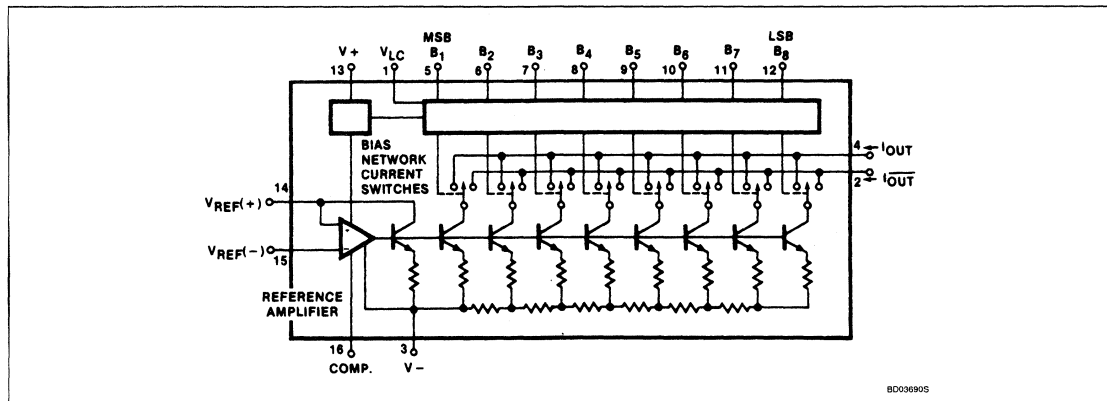 MSB LSB
V+ VLC B1 B2 B3 B4 B5 B6 B7 B8
13 1 5 6 7 8 9 10 11 12
BIAS
NETWORK
CURRENT
SWITCHES
4 IOUT
2 IOUT
14
VREF(+)
VREF(−)
15
REFERENCE
AMPLIFIER
16 3
COMP. V−
BD03690S